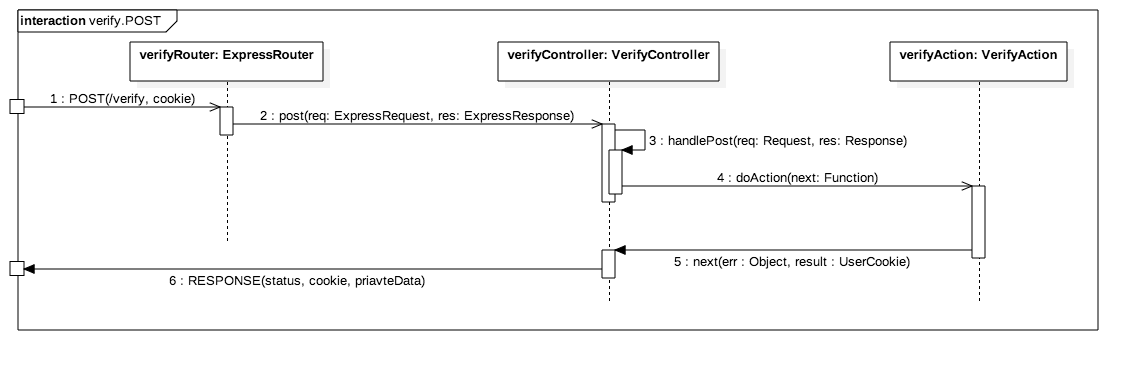 interaction verify.POST
verifyRouter: ExpressRouter
verifyController: VerifyController
verifyAction: VerifyAction
1 : POST(/verify, cookie)
2 : post(req: ExpressRequest, res: ExpressResponse)
3 : handlePost(req: Request, res: Response)
4 : doAction(next: Function)
5 : next(err : Object, result : UserCookie)
6 : RESPONSE(status, cookie, priavteData)